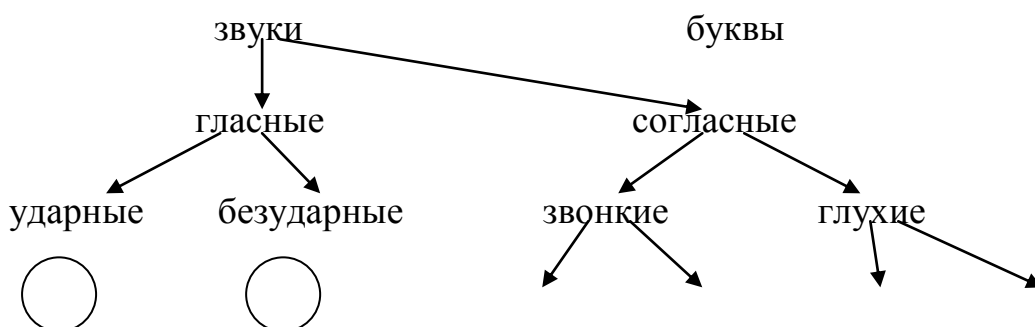 звуки буквы
гласные согласные
ударные безударные звонкие глухие